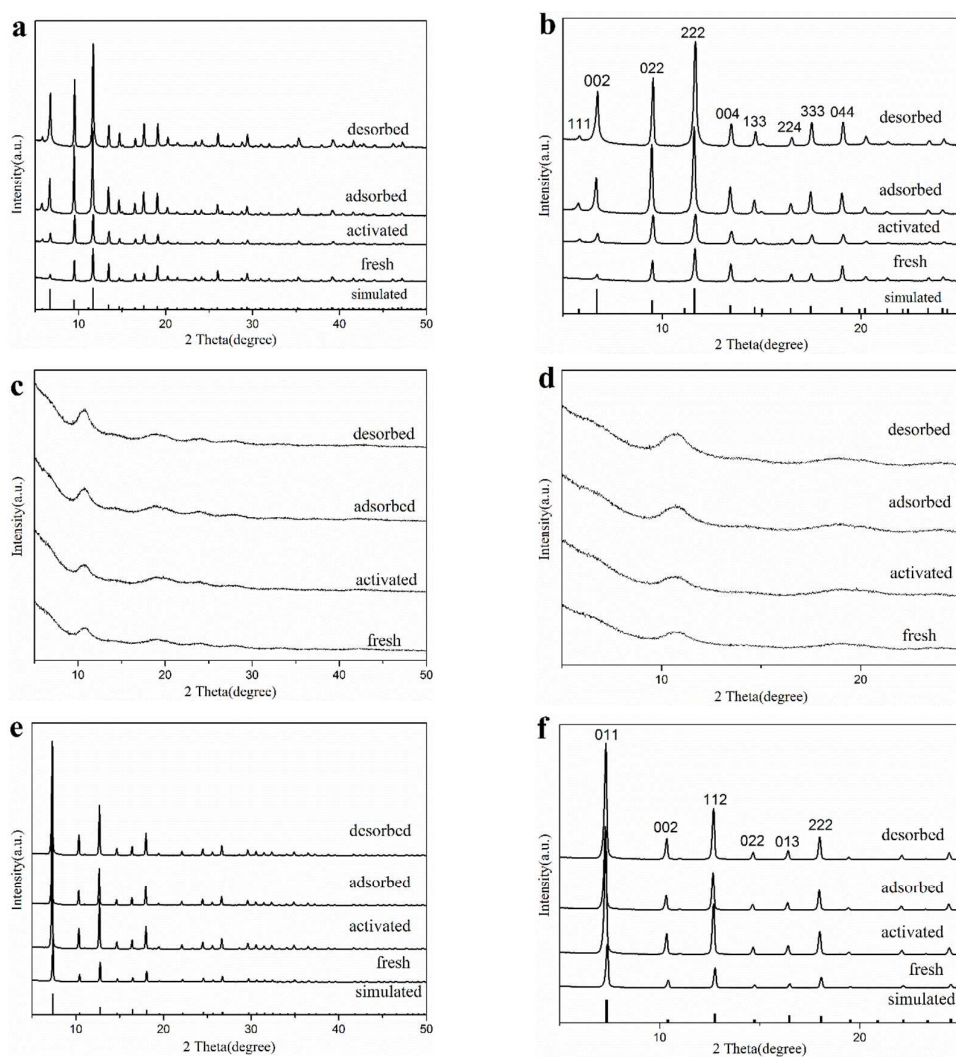 a
desorbed
adsorbed
activated
fresh
simulated
Intensity(a.u.)
10 20 30 40 50
2 Theta(degree)
b
222
002
022
111
004
133
224
333
044
desorbed
adsorbed
activated
fresh
simulated
Intensity(a.u.)
10 20
2 Theta(degree)
c
desorbed
adsorbed
activated
fresh
Intensity(a.u.)
10 20 30 40 50
2 Theta(degree)
d
desorbed
adsorbed
activated
fresh
Intensity(a.u.)
10 20
2 Theta(degree)
e
desorbed
adsorbed
activated
fresh
simulated
Intensity(a.u.)
10 20 30 40 50
2 Theta(degree)
f
011
002
112
022
013
222
desorbed
adsorbed
activated
fresh
simulated
Intensity(a.u.)
10 20
2 Theta(degree)